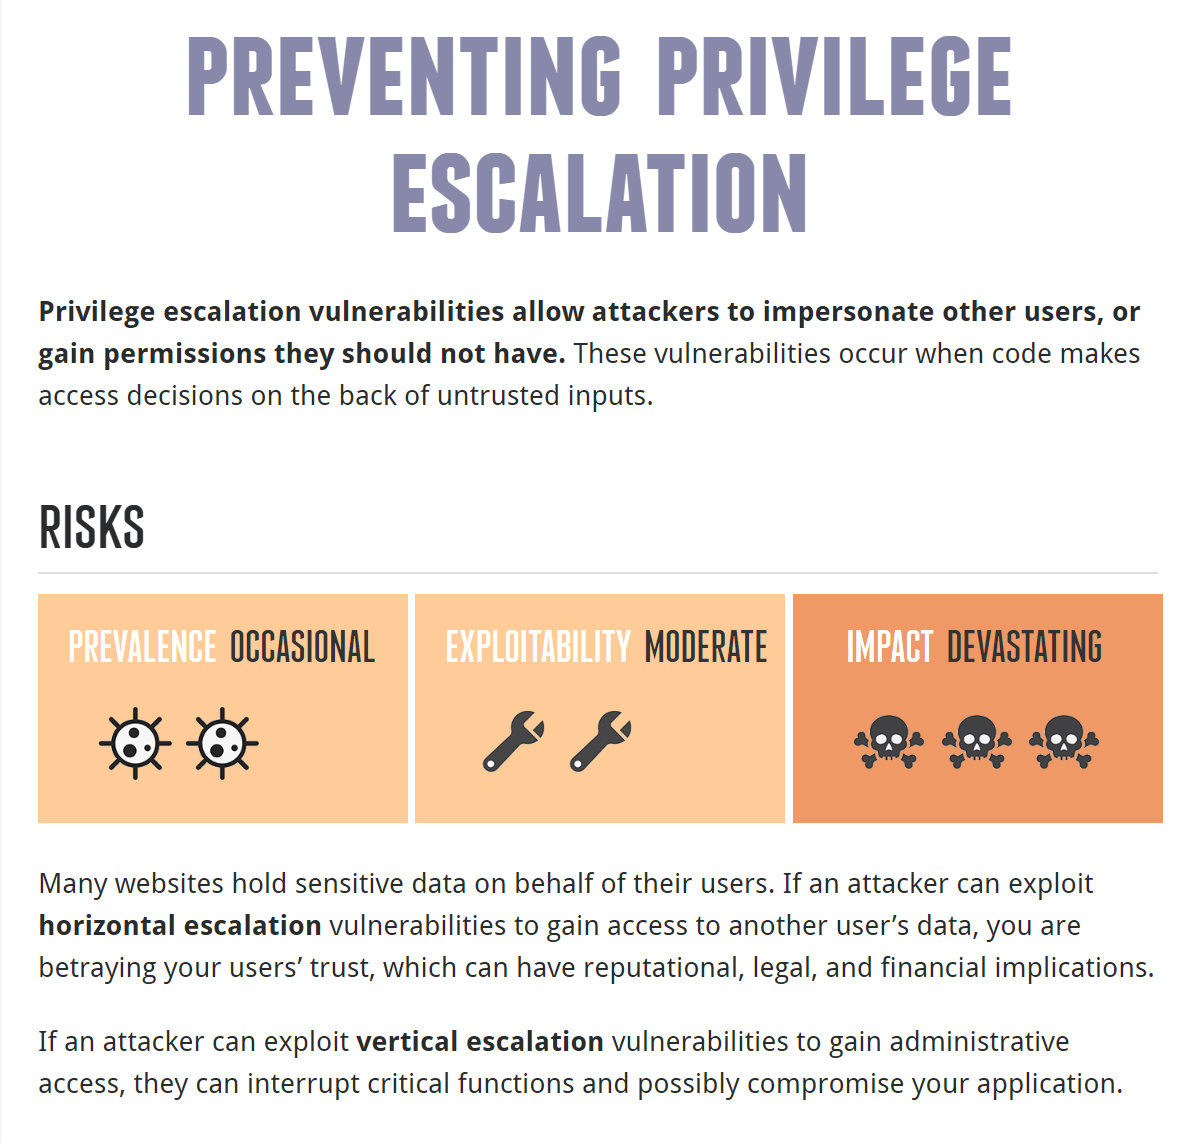 PREVENTING PRIVILEGE
ESCALATION
Privilege escalation vulnerabilities allow attackers to impersonate other users, or
gain permissions they should not have. These vulnerabilities occur when code makes
access decisions on the back of untrusted inputs.
RISKS
PREVALENCE OCCASIONAL
EXPLOITABILITY MODERATE
IMPACT DEVASTATING
Many websites hold sensitive data on behalf of their users. If an attacker can exploit
horizontal escalation vulnerabilities to gain access to another user’s data, you are
betraying your users’ trust, which can have reputational, legal, and financial implications.
If an attacker can exploit vertical escalation vulnerabilities to gain administrative
access, they can interrupt critical functions and possibly compromise your application.